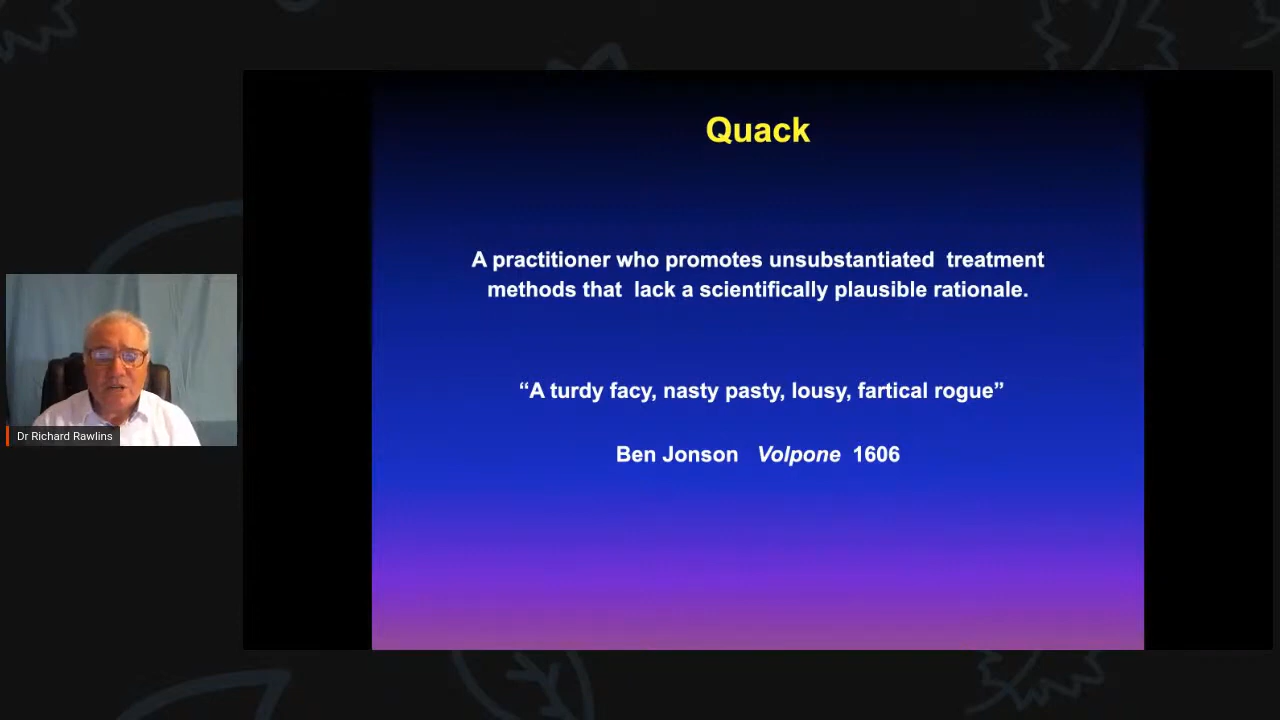 Quack
A practitioner who promotes unsubstantiated treatment
methods that lack a scientifically plausible rationale.
“A turdy facy, nasty pasty, lousy, fartical rogue”
Ben Jonson Volpone 1606
Dr Richard Rawlins